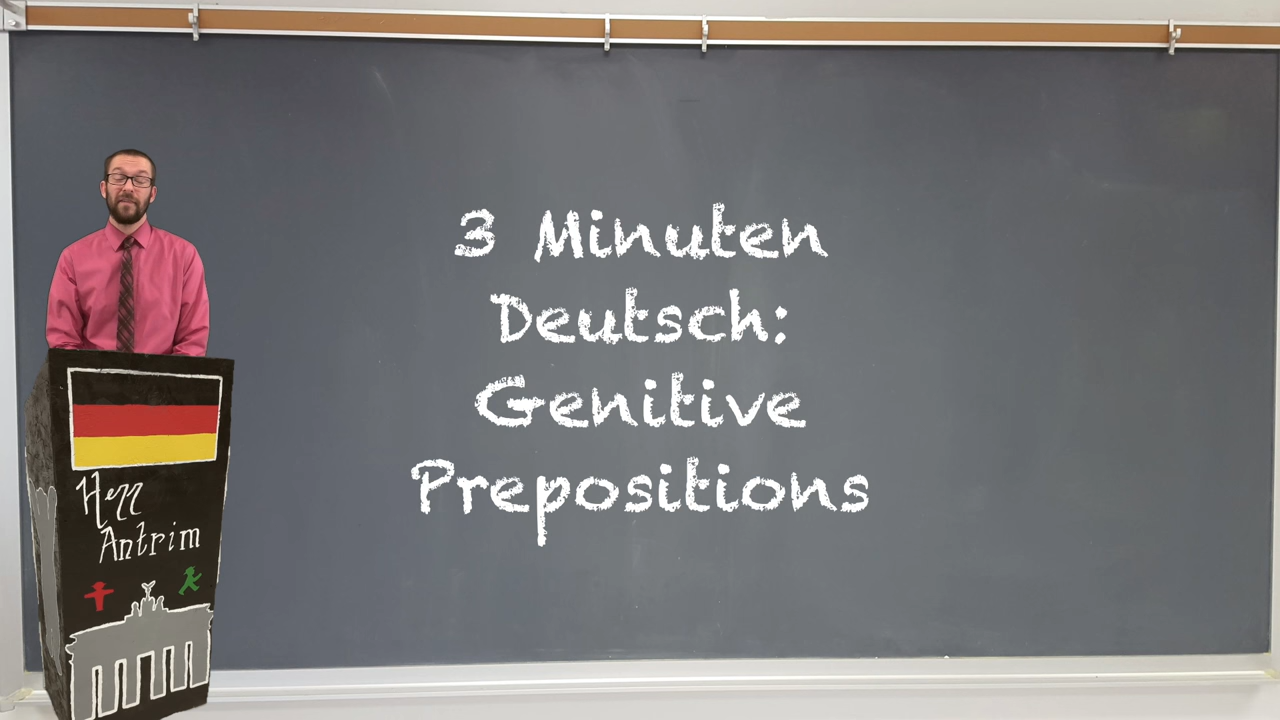 3 Minuten
Deutsch:
Genitive
Prepositions
Herr
Antrim